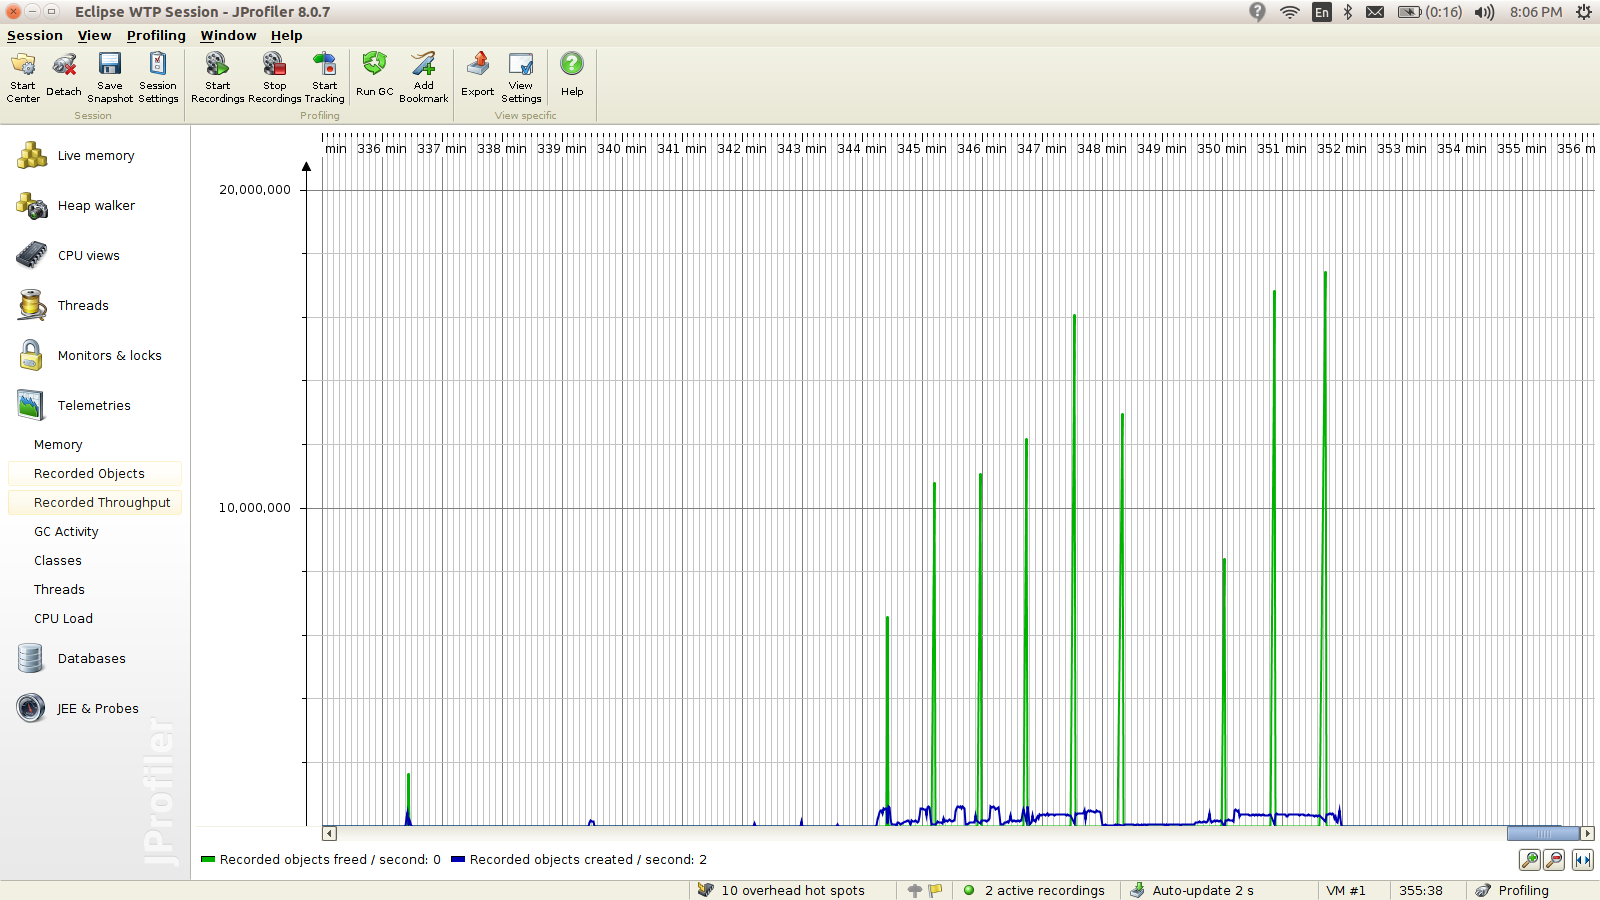 Eclipse WTP Session - JProfiler 8.0.7
En (0:16) 8:06 PM
Session View Profiling Window Help
Start Center Detach Save Snapshot Session Settings Start Recordings Stop Recordings Start Tracking Run GC Add Bookmark Export View Settings Help
Session Profiling View specific
min 336 min 337 min 338 min 339 min 340 min 341 min 342 min 343 min 344 min 345 min 346 min 347 min 348 min 349 min 350 min 351 min 352 min 353 min 354 min 355 min 356 m
20,000,000
10,000,000
Live memory
Heap walker
CPU views
Threads
Monitors & locks
Telemetries
Memory
Recorded Objects
Recorded Throughput
GC Activity
Classes
Threads
CPU Load
Databases
JEE & Probes
JProfiler
Recorded objects freed / second: 0 Recorded objects created / second: 2
10 overhead hot spots 2 active recordings Auto-update 2 s VM #1 355:38 Profiling